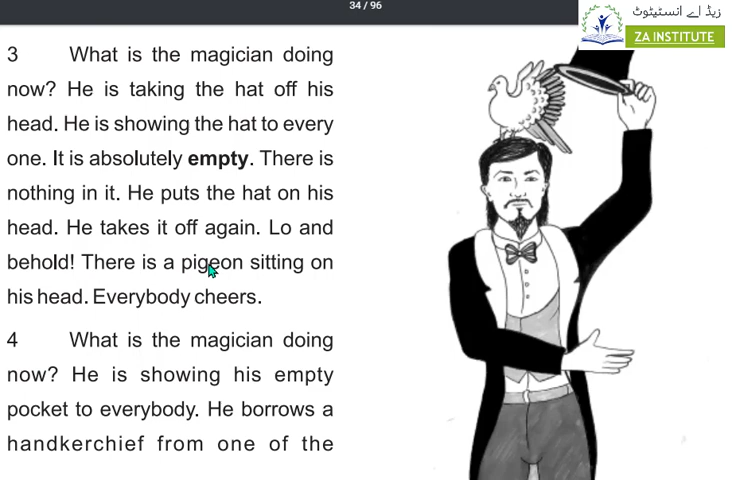 34 / 96
زیڈ اے انسٹیٹوٹ
ZA INSTITUTE
3 What is the magician doing
now? He is taking the hat off his
head. He is showing the hat to every
one. It is absolutely empty. There is
nothing in it. He puts the hat on his
head. He takes it off again. Lo and
behold! There is a pigeon sitting on
his head. Everybody cheers.
4 What is the magician doing
now? He is showing his empty
pocket to everybody. He borrows a
handkerchief from one of the